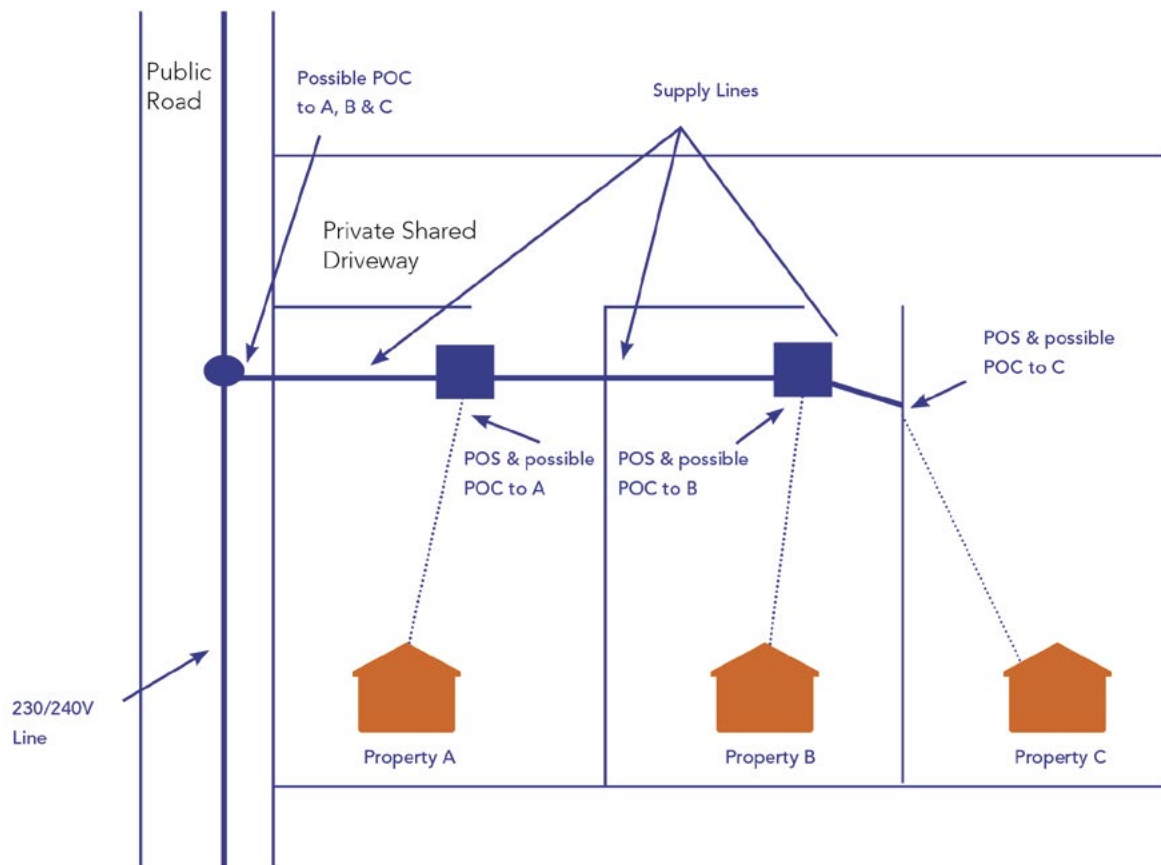 Public
Road
Possible POC
to A, B & C
Supply Lines
Private Shared
Driveway
POS & possible
POC to C
POS & possible
POC to A
POS & possible
POC to B
230/240V
Line
Property A
Property B
Property C